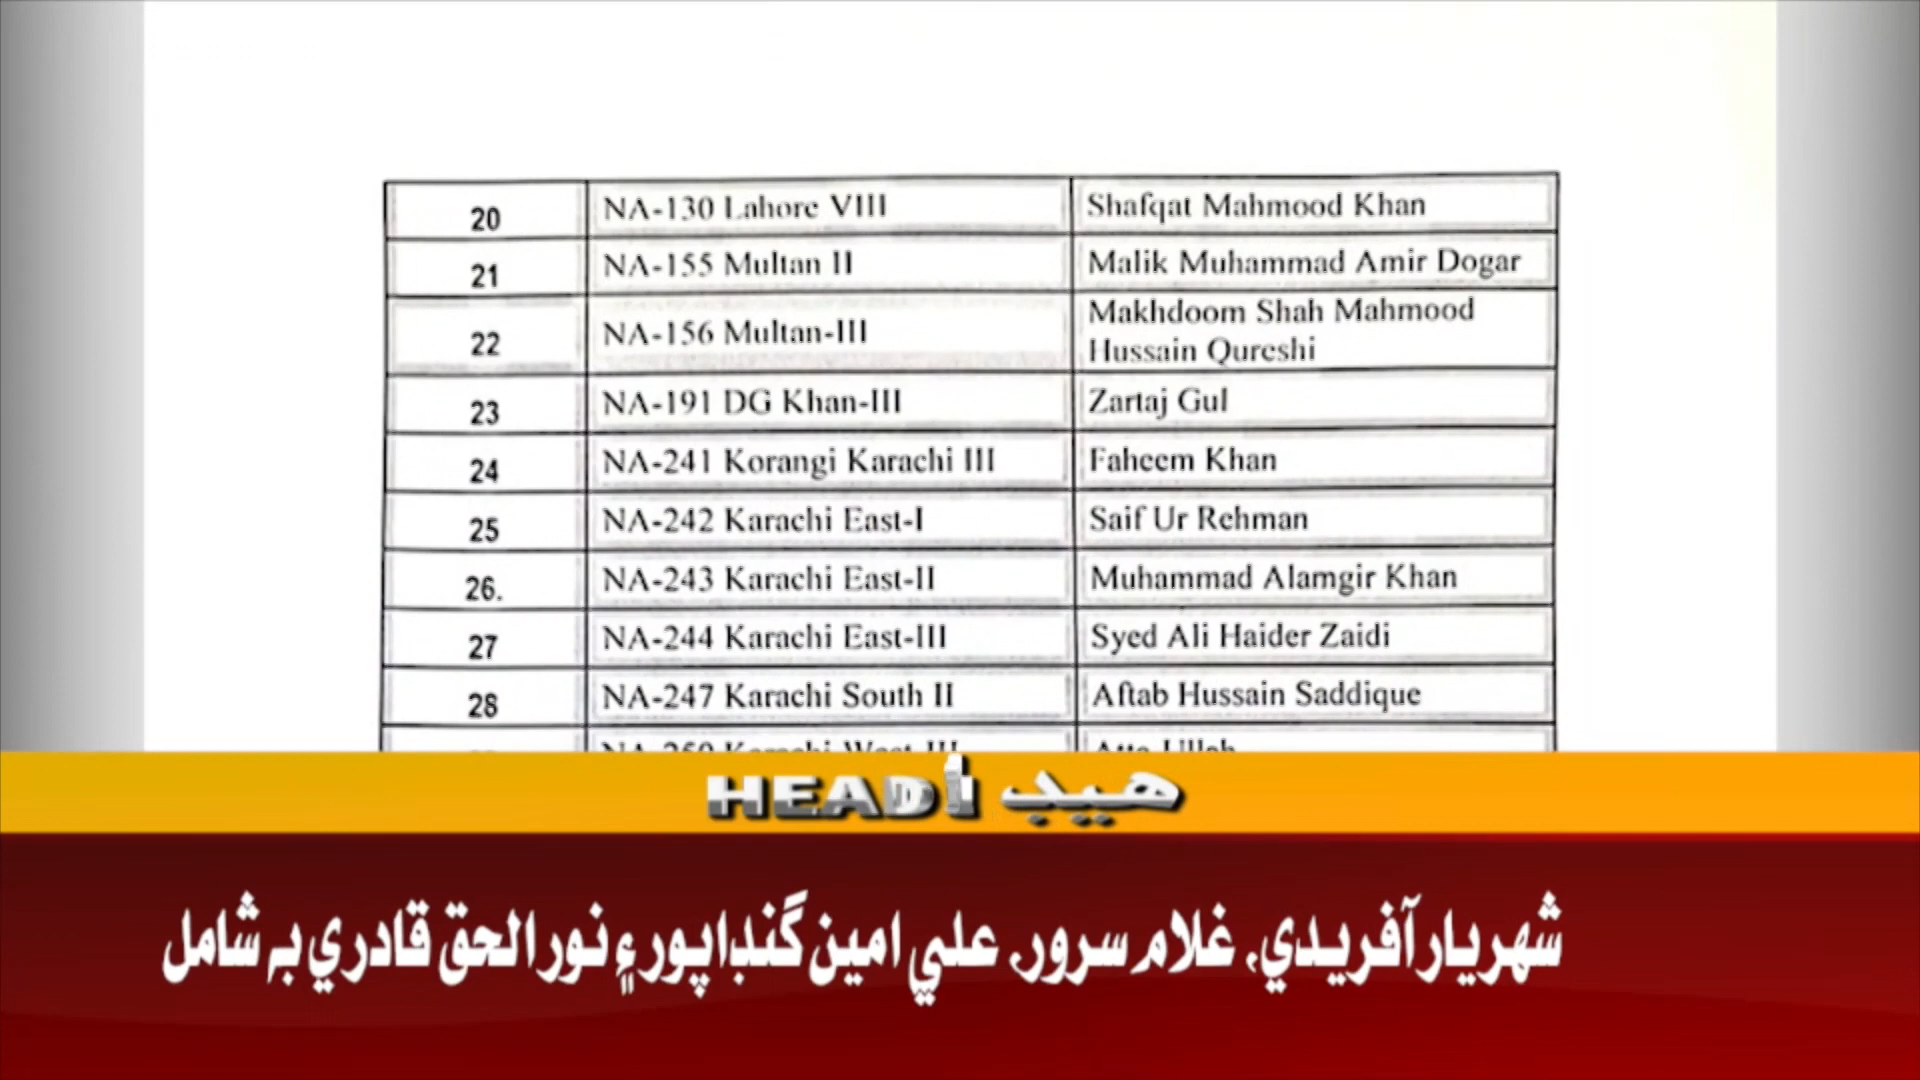 20 NA-130 Lahore VIII Shafqat Mahmood Khan
21 NA-155 Multan II Malik Muhammad Amir Dogar
22 NA-156 Multan-III Makhdoom Shah Mahmood
Hussain Qureshi
23 NA-191 DG Khan-III Zartaj Gul
24 NA-241 Korangi Karachi III Faheem Khan
25 NA-242 Karachi East-I Saif Ur Rehman
26. NA-243 Karachi East-II Muhammad Alamgir Khan
27 NA-244 Karachi East-III Syed Ali Haider Zaidi
28 NA-247 Karachi South II Aftab Hussain Saddique
HEAD
شهريار آفريدي، غلام سرور، علي امين گنڊاپور ۽ نور الحق قادري به شامل